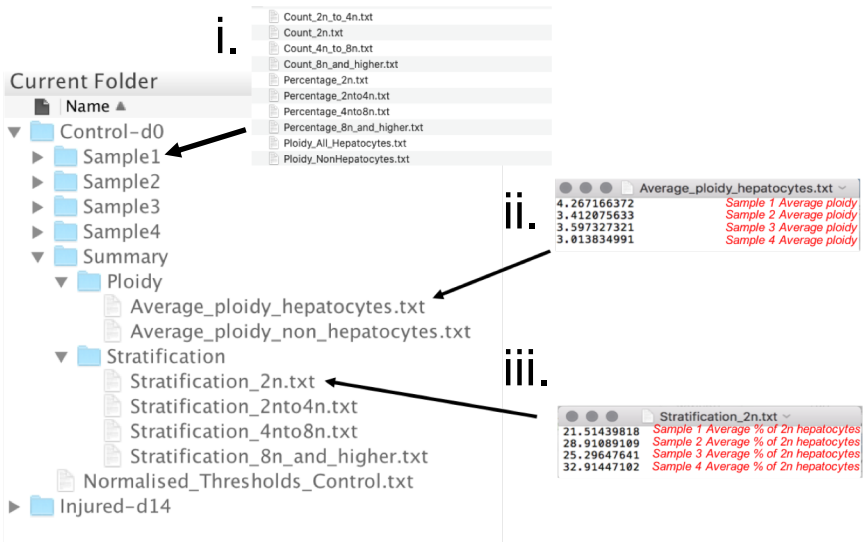 i.
Count_2n_to_4n.txt
Count_2n.txt
Count_4n_to_8n.txt
Count_8n_and_higher.txt
Percentage_2n.txt
Percentage_2nto4n.txt
Percentage_4nto8n.txt
Percentage_8n_and_higher.txt
Ploidy_All_Hepatocytes.txt
Ploidy_NonHepatocytes.txt
Current Folder
Name
Control-d0
Sample1
Sample2
Sample3
Sample4
Summary
Ploidy
Average_ploidy_hepatocytes.txt
Average_ploidy_non_hepatocytes.txt
Stratification
Stratification_2n.txt
Stratification_2nto4n.txt
Stratification_4nto8n.txt
Stratification_8n_and_higher.txt
Normalised_Thresholds_Control.txt
Injured-d14
ii.
Average_ploidy_hepatocytes.txt
4.267166372 Sample 1 Average ploidy
3.412075633 Sample 2 Average ploidy
3.597327321 Sample 3 Average ploidy
3.013834991 Sample 4 Average ploidy
iii.
Stratification_2n.txt
21.51439818 Sample 1 Average % of 2n hepatocytes
28.91089109 Sample 2 Average % of 2n hepatocytes
25.29647641 Sample 3 Average % of 2n hepatocytes
32.91447102 Sample 4 Average % of 2n hepatocytes